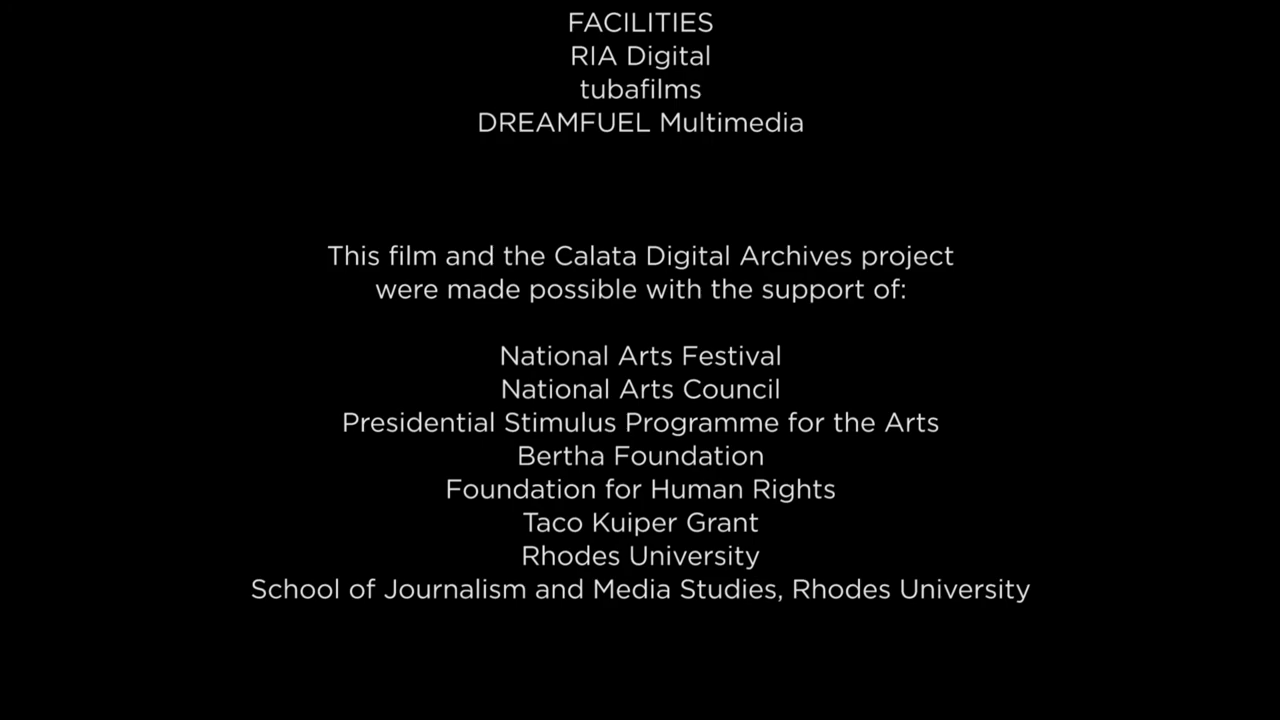 FACILITIES
RIA Digital
tubafilms
DREAMFUEL Multimedia
This film and the Calata Digital Archives project
were made possible with the support of:
National Arts Festival
National Arts Council
Presidential Stimulus Programme for the Arts
Bertha Foundation
Foundation for Human Rights
Taco Kuiper Grant
Rhodes University
School of Journalism and Media Studies, Rhodes University